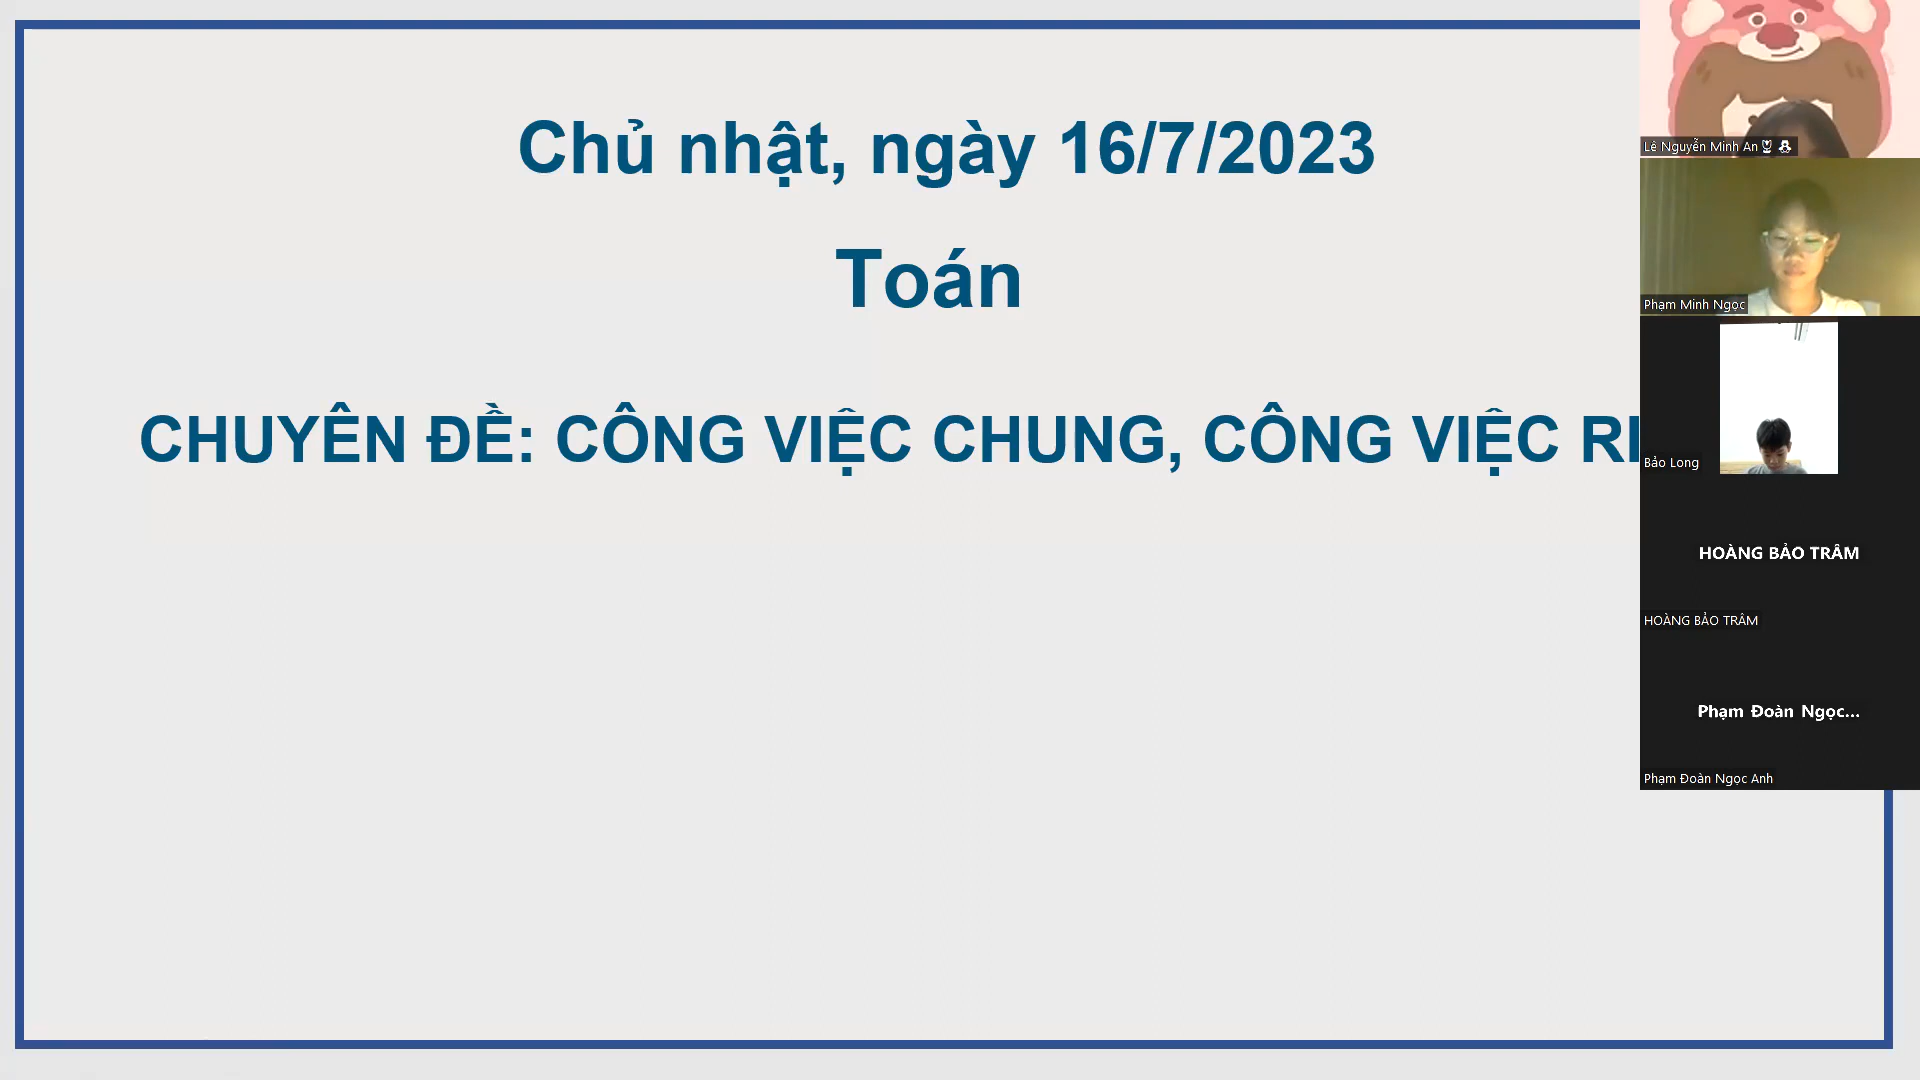 Chủ nhật, ngày 16/7/2023
Toán
CHUYÊN ĐỀ: CÔNG VIỆC CHUNG, CÔNG VIỆC
Lê Nguyễn Minh An
Phạm Minh Ngọc
Bảo Long
HOÀNG BẢO TRÂM
HOÀNG BẢO TRÂM
Phạm Đoàn Ngọc...
Phạm Đoàn Ngọc Anh